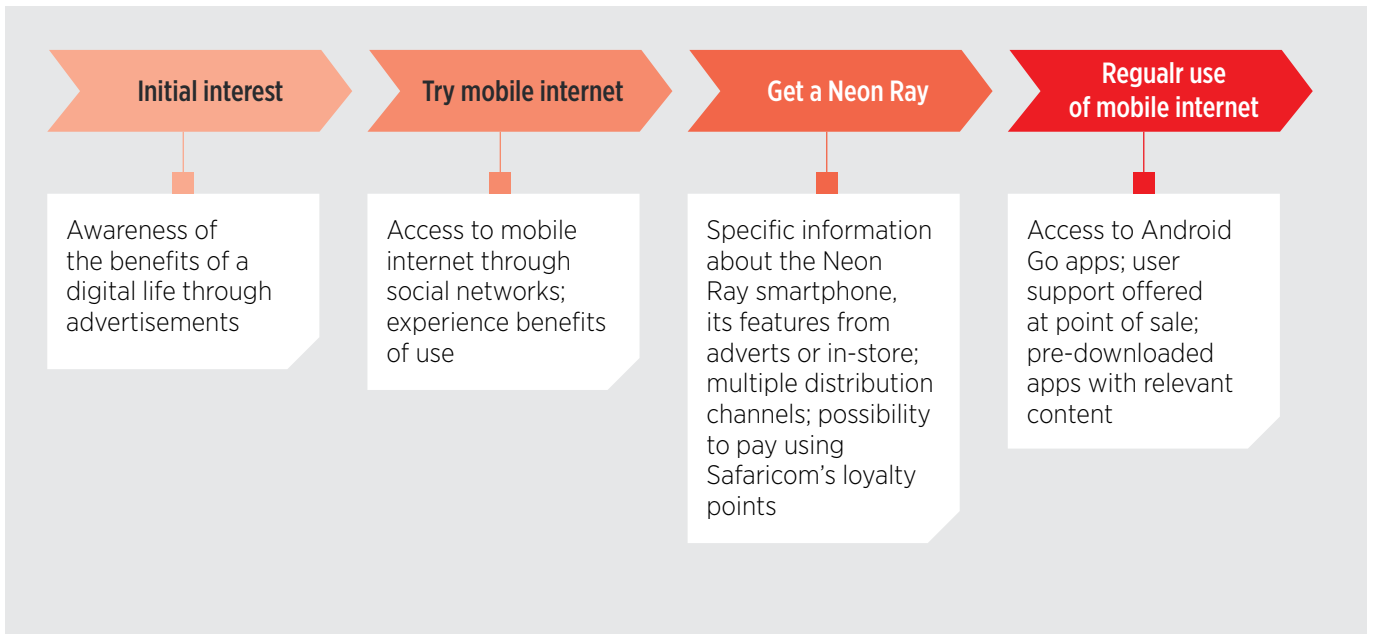 Initial interest
Awareness of
the benefits of a
digital life through
advertisements
Try mobile internet
Access to mobile
internet through
social networks;
experience benefits
of use
Get a Neon Ray
Specific information
about the Neon
Ray smartphone,
its features from
adverts or in-store;
multiple distribution
channels; possibility
to pay using
Safaricom’s loyalty
points
Regualr use
of mobile internet
Access to Android
Go apps; user
support offered
at point of sale;
pre-downloaded
apps with relevant
content